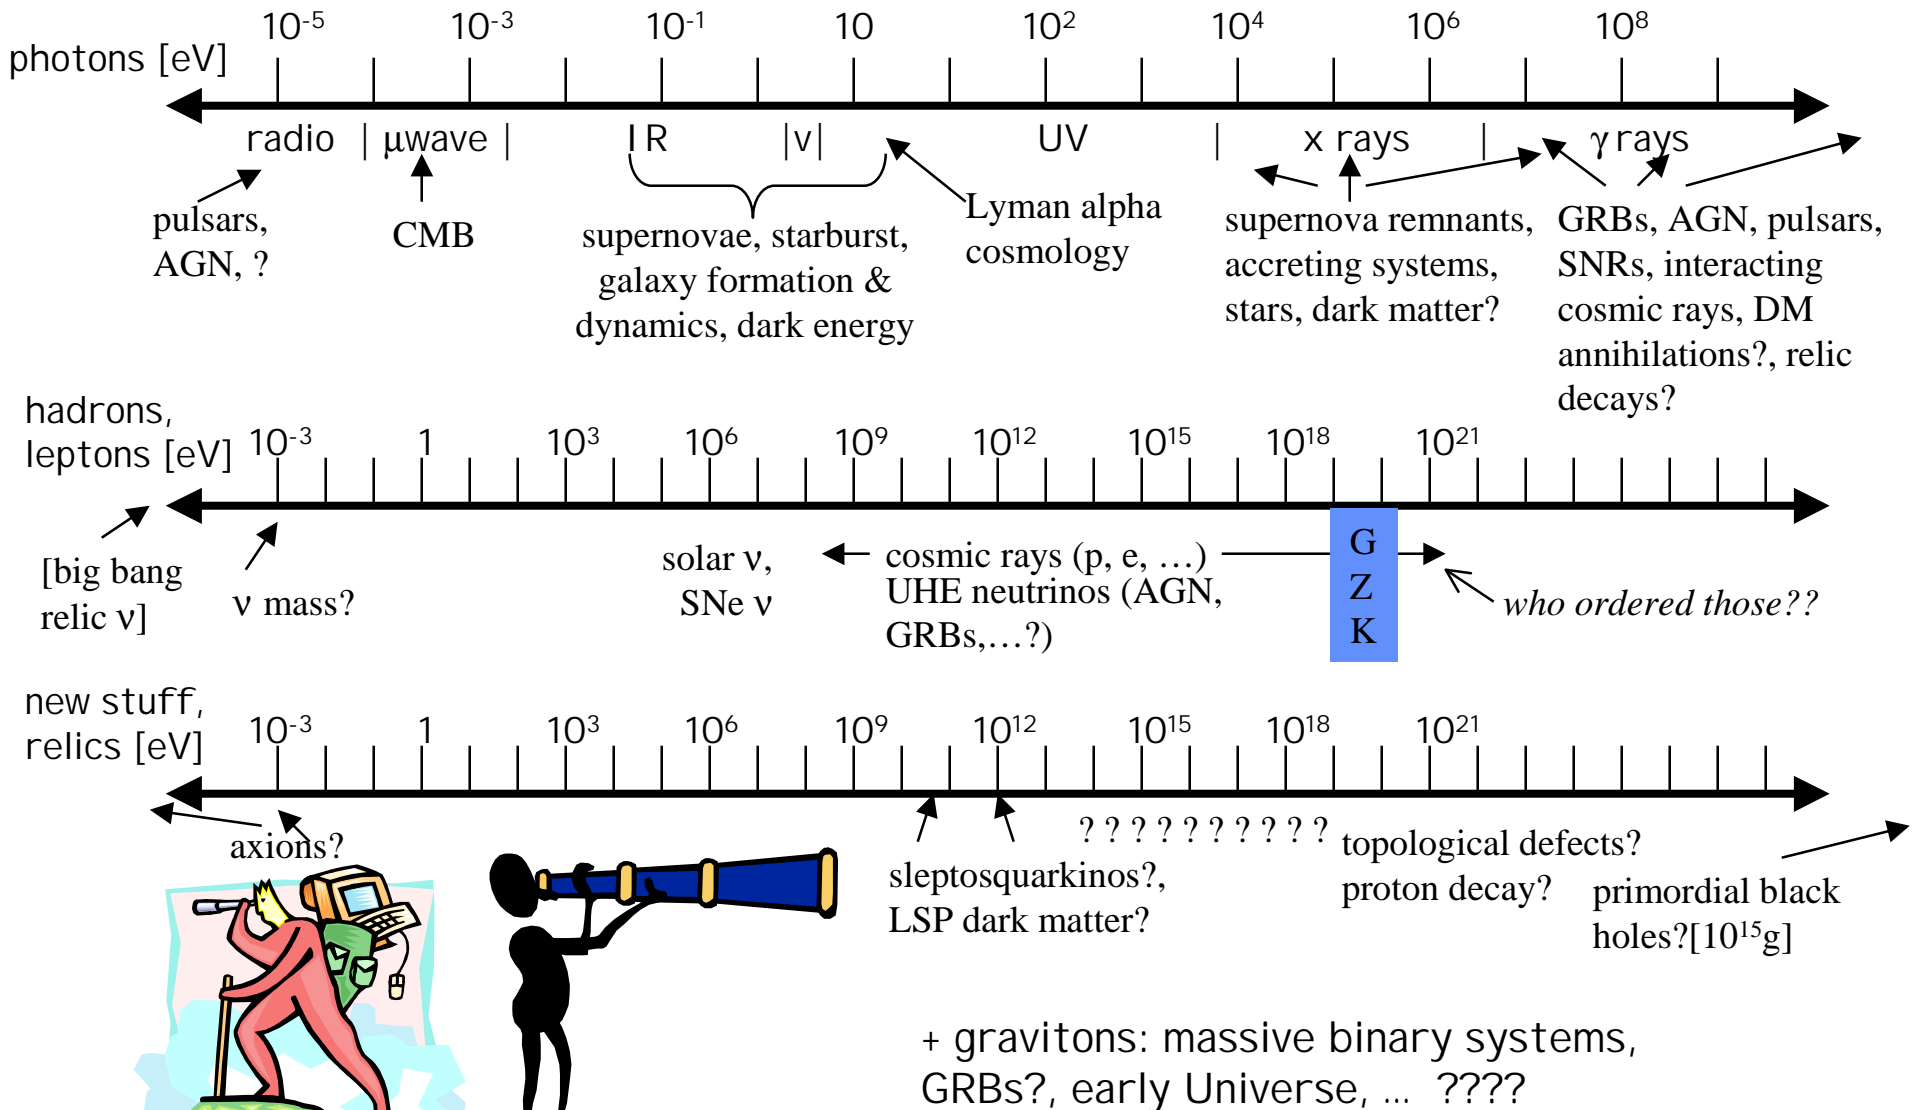 10⁻⁵ 10⁻³ 10⁻¹ 10 10² 10⁴ 10⁶ 10⁸
photons [eV]
radio | μwave | IR |v| UV | x rays | γ rays
pulsars,
AGN, ?
CMB
supernovae, starburst,
galaxy formation &
dynamics, dark energy
Lyman alpha
cosmology
supernova remnants,
accreting systems,
stars, dark matter?
GRBs, AGN, pulsars,
SNRs, interacting
cosmic rays, DM
annihilations?, relic
decays?
hadrons,
leptons [eV]
10⁻³ 1 10³ 10⁶ 10⁹ 10¹² 10¹⁵ 10¹⁸ 10²¹
[big bang
relic ν]
ν mass?
solar ν,
SNe ν
cosmic rays (p, e, …)
UHE neutrinos (AGN,
GRBs,…?)
G
Z
K
who ordered those??
new stuff,
relics [eV]
10⁻³ 1 10³ 10⁶ 10⁹ 10¹² 10¹⁵ 10¹⁸ 10²¹
axions?
sleptosquarkinos?,
LSP dark matter?
? ? ? ? ? ? ? ? ? ?
topological defects?
proton decay?
primordial black
holes?[10¹⁵g]
+ gravitons: massive binary systems,
GRBs?, early Universe, … ????